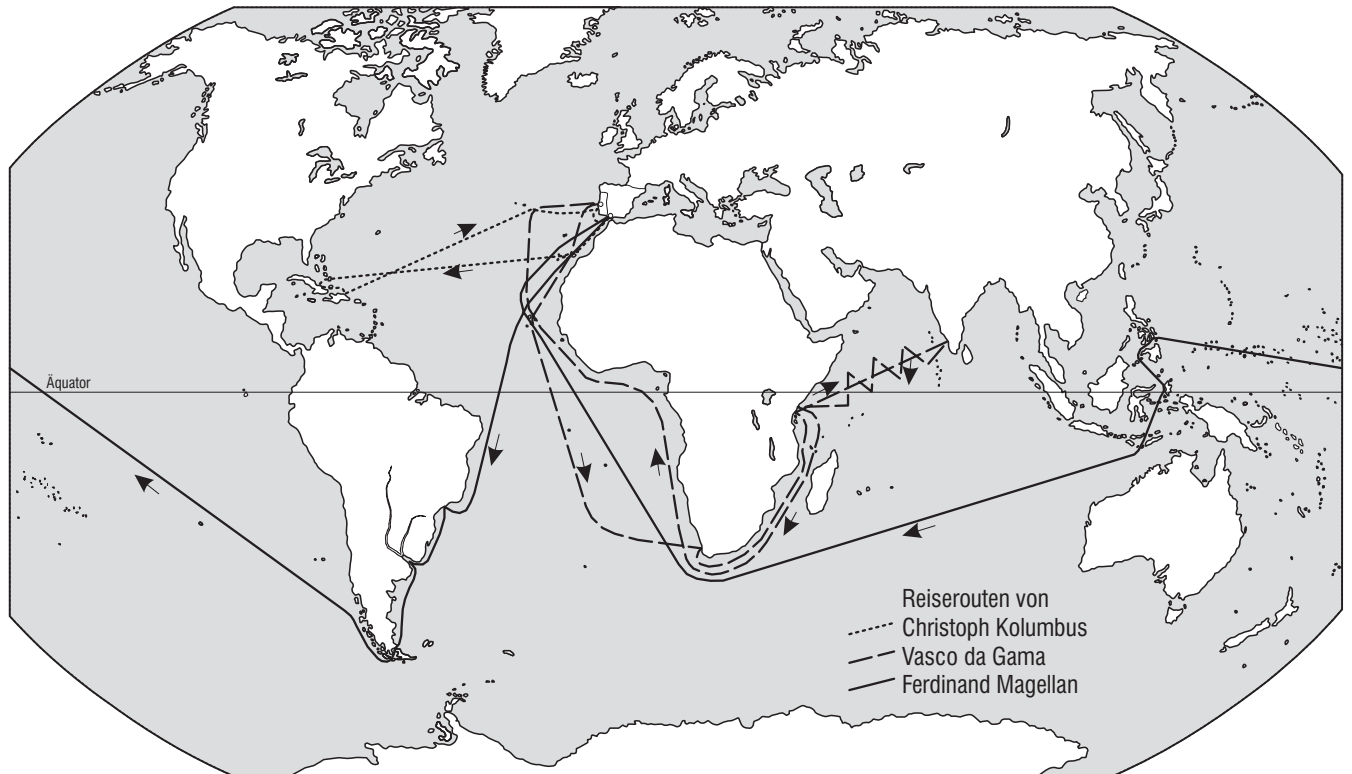 Äquator
Reiserouten von
Christoph Kolumbus
Vasco da Gama
Ferdinand Magellan